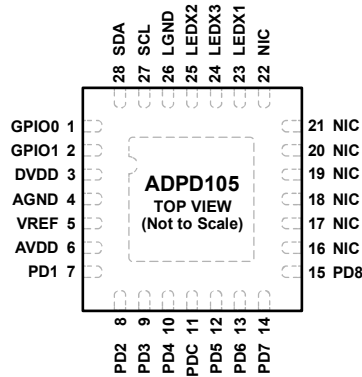 28 SDA
27 SCL
26 LGND
25 LEDX2
24 LEDX3
23 LEDX1
22 NIC
GPIO0 1
GPIO1 2
DVDD 3
AGND 4
VREF 5
AVDD 6
PD1 7
ADPD105
TOP VIEW
(Not to Scale)
21 NIC
20 NIC
19 NIC
18 NIC
17 NIC
16 NIC
15 PD8
PD2 8
PD3 9
PD4 10
PDC 11
PD5 12
PD6 13
PD7 14